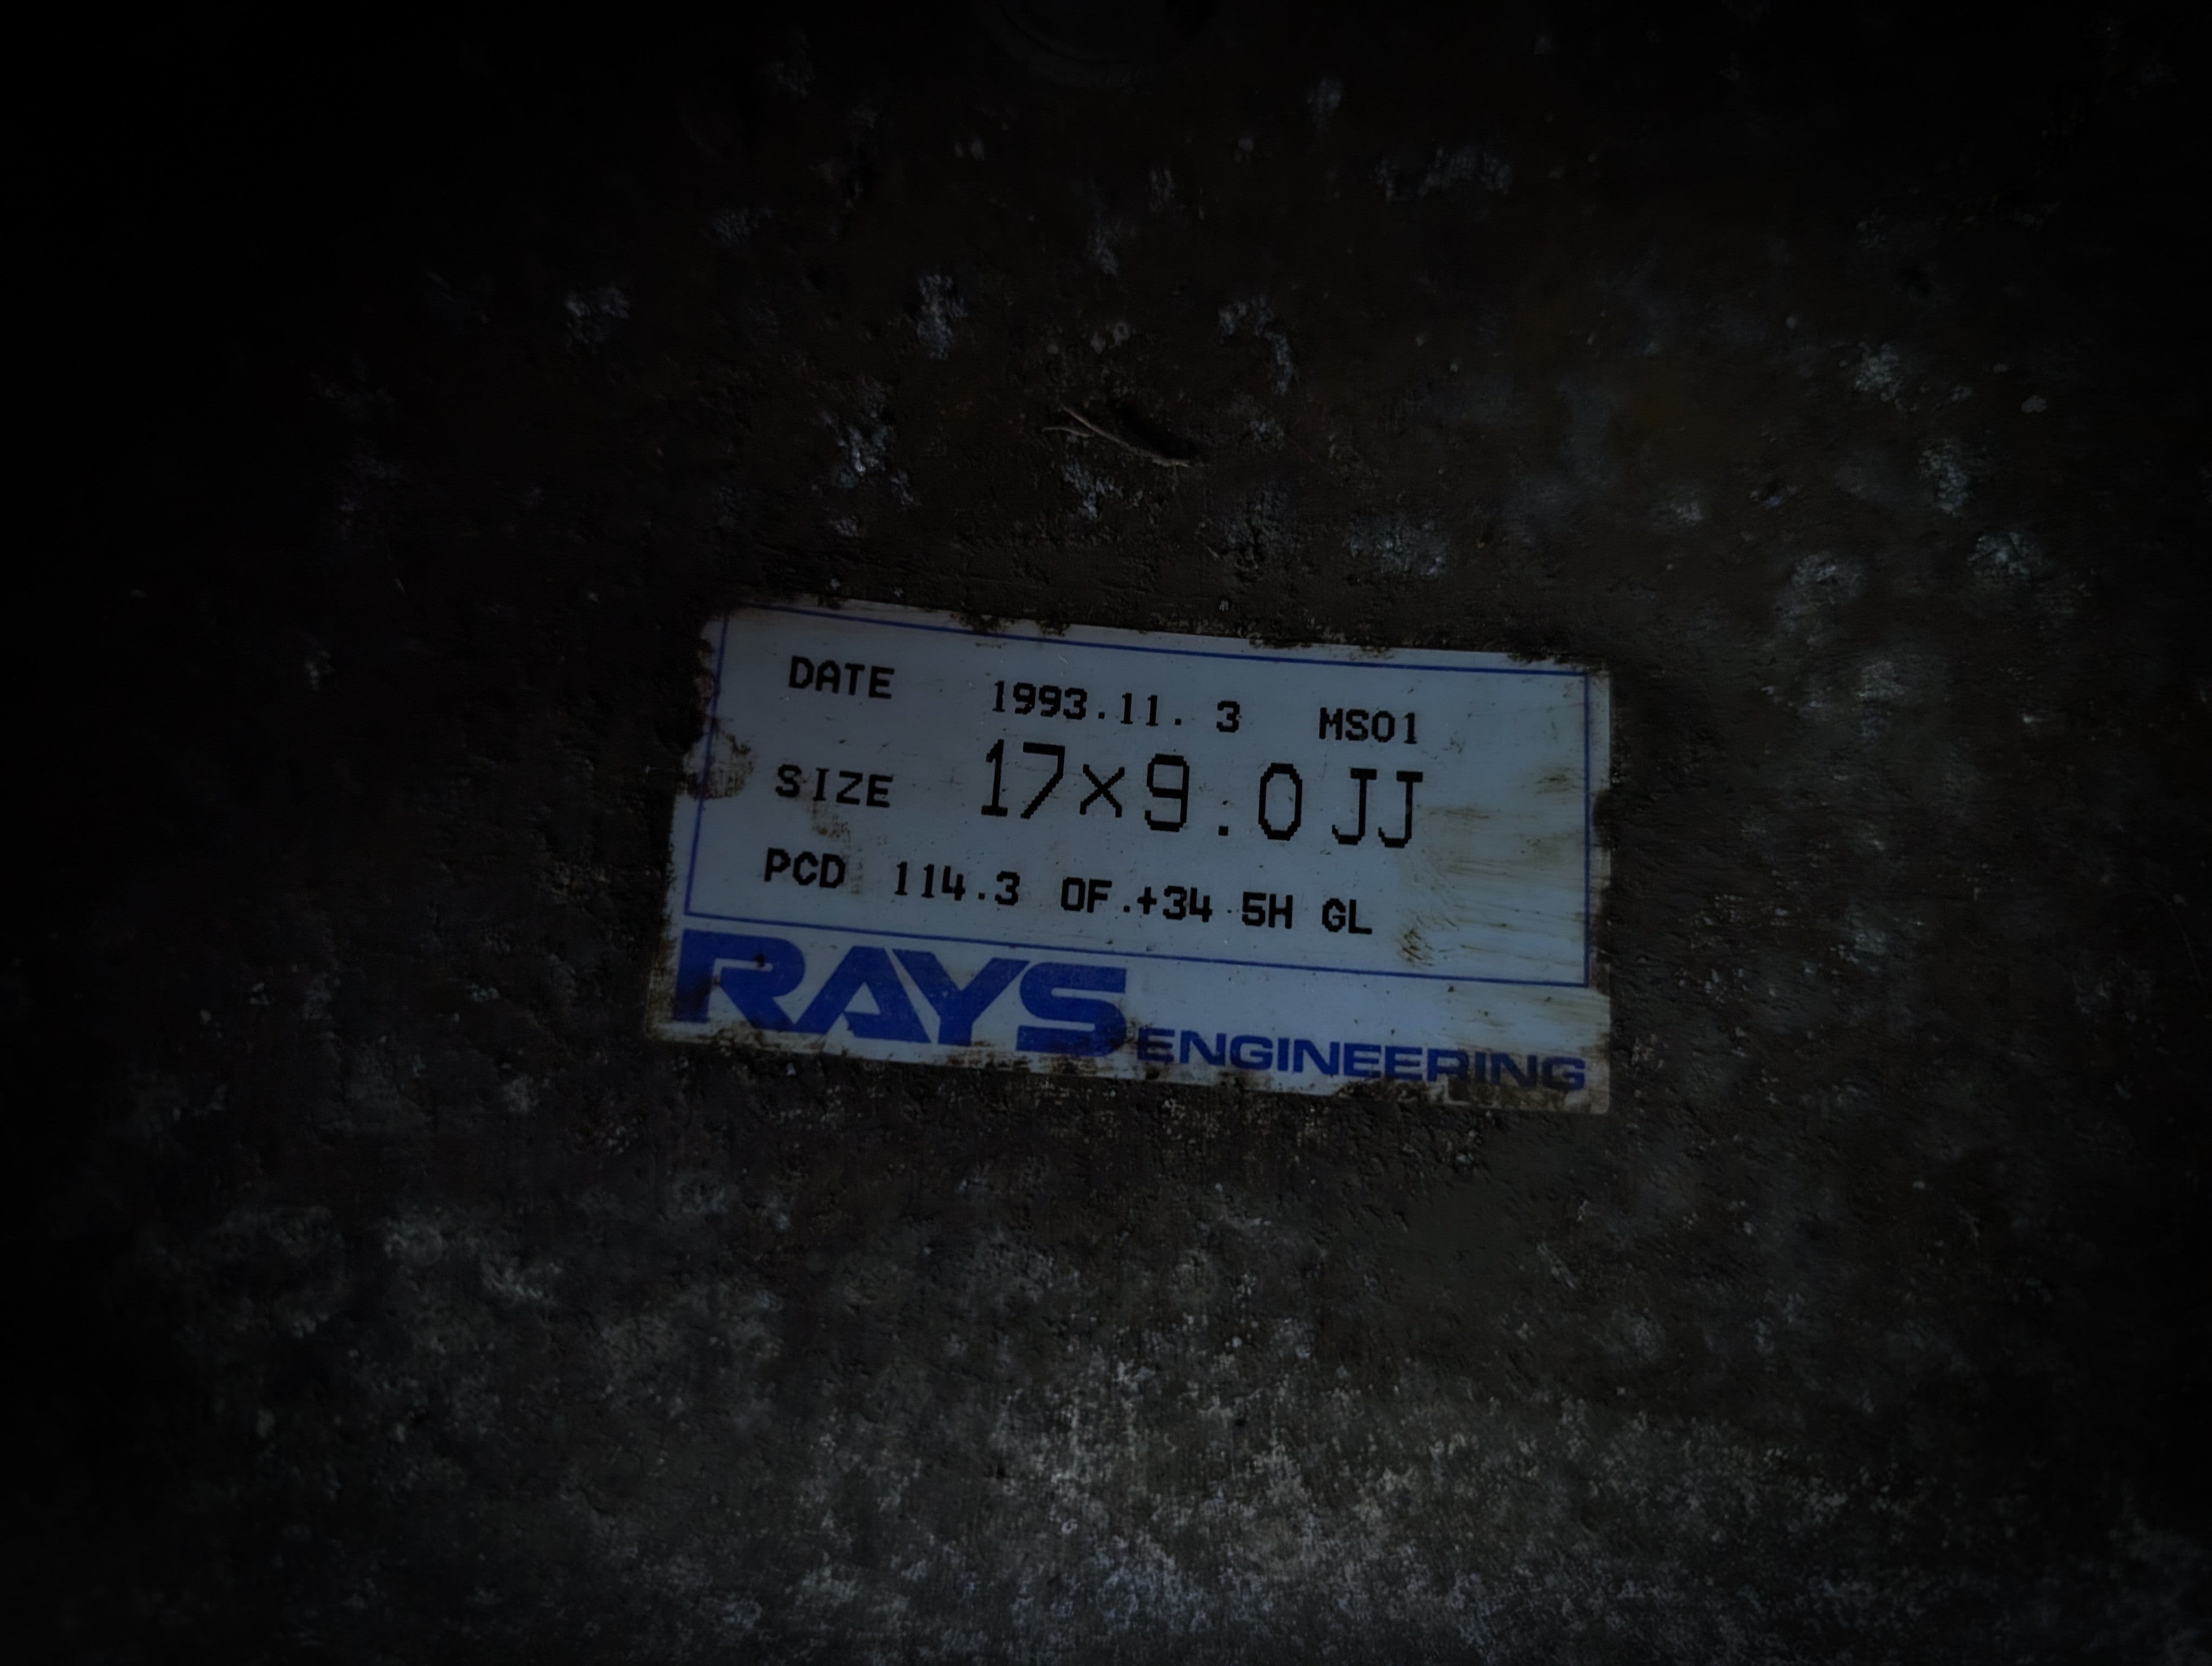 DATE 1993.11. 3 MS01
SIZE 17×9.0JJ
PCD 114.3 OF.+34 5H GL
RAYS ENGINEERING